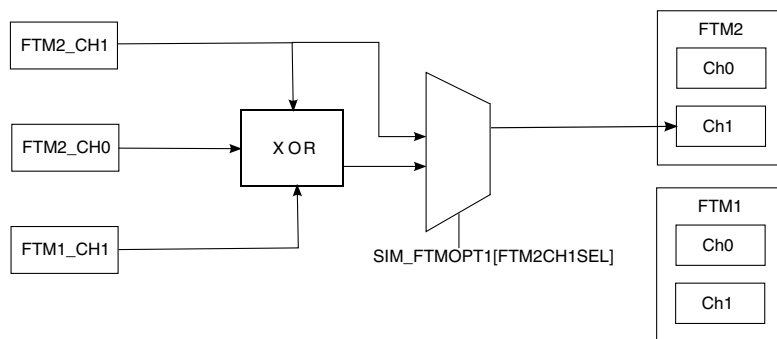 FTM2_CH1
FTM2_CH0
FTM1_CH1
XOR
SIM_FTMOPT1[FTM2CH1SEL]
FTM2
Ch0
Ch1
FTM1
Ch0
Ch1